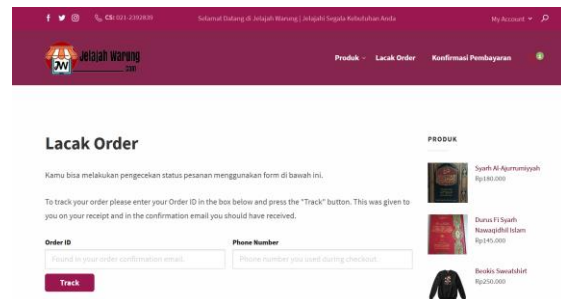 CS: 021-2392839
Selamat Datang di Jelajah Warung | Jelajahi Segala Kebutuhan Anda
My Account
Jelajah Warung
.com
JW
Produk
Lacak Order
Konfirmasi Pembayaran
Lacak Order
Kamu bisa melakukan pengecekan status pesanan menggunakan form di bawah ini.
To track your order please enter your Order ID in the box below and press the "Track" button. This was given to
you on your receipt and in the confirmation email you should have received.
Order ID
Phone Number
Found in your order confirmation email.
Phone number you used during checkout.
Track
PRODUK
Syarh Al-Ajurrumiyyah
Rp180.000
Durus Fi Syarh
Nawaqidhil Islam
Rp145.000
Beokis Sweatshirt
Rp250.000